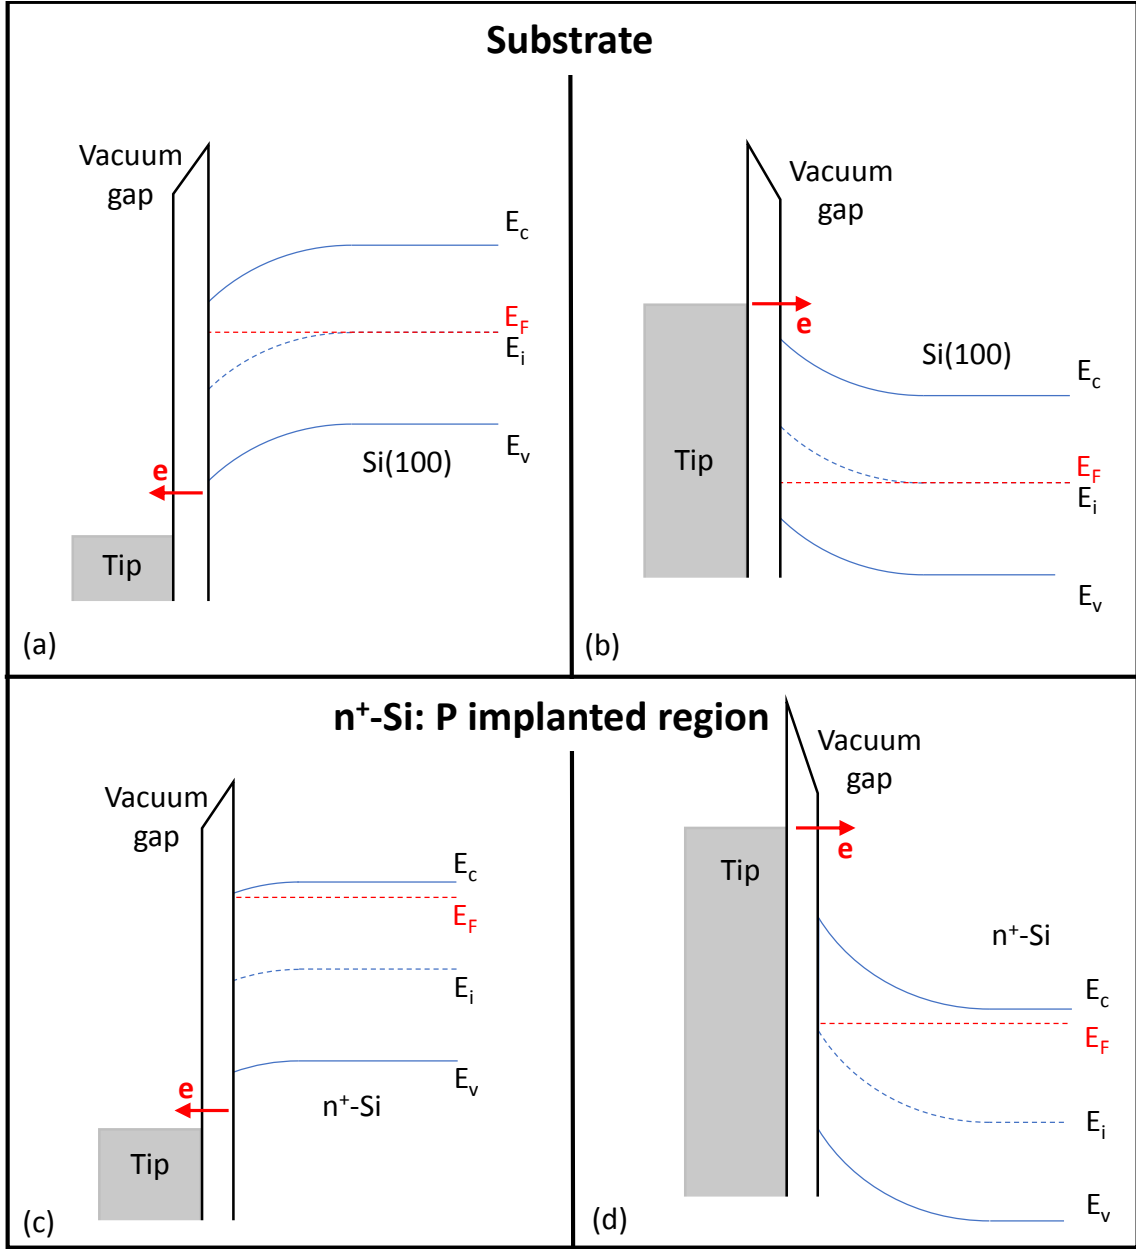 Substrate
Vacuum
gap
E_c
E_F
E_i
E_v
Si(100)
e
Tip
(a)
Vacuum
gap
e
Si(100)
E_c
Tip
E_F
E_i
E_v
(b)
n⁺-Si: P implanted region
Vacuum
gap
E_c
E_F
E_i
E_v
e
n⁺-Si
Tip
(c)
Vacuum
gap
e
Tip
n⁺-Si
E_c
E_F
E_i
E_v
(d)